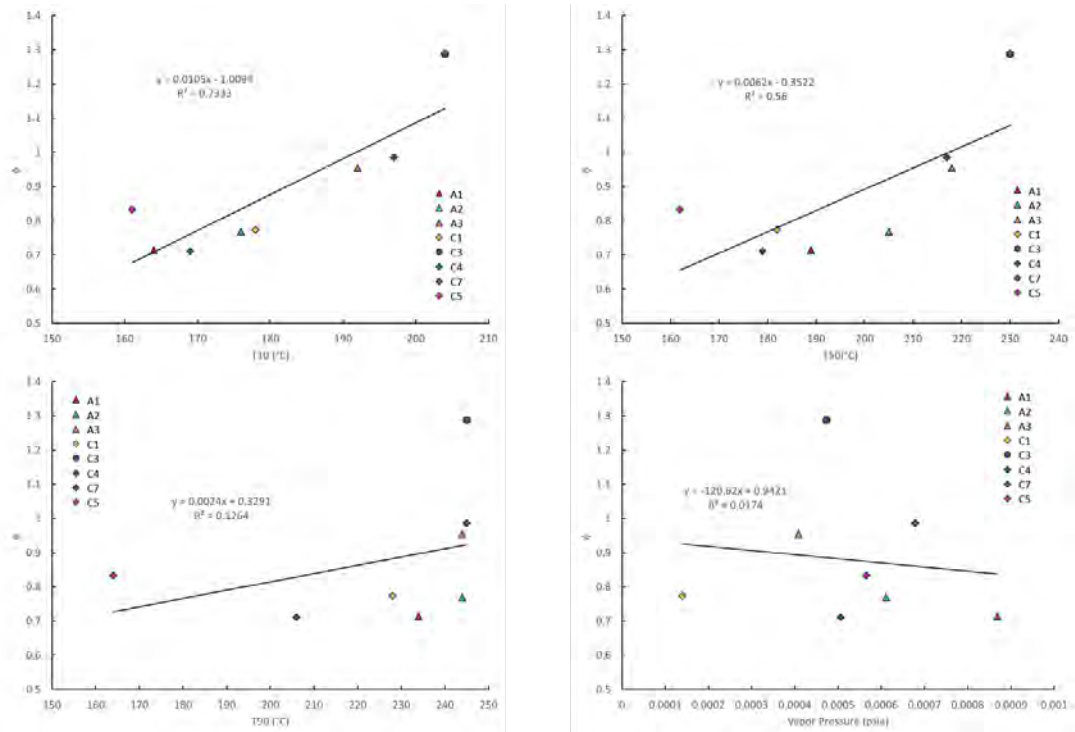 1.4
1.3
1.2
1.1
1
0.9
0.8
0.7
0.6
0.5
y = 0.0105x - 1.0094
R² = 0.7333
A1
A2
A3
C1
C3
C4
C7
C5
150 160 170 180 190 200 210
T10 (°C)
1.4
1.3
1.2
1.1
1
0.9
0.8
0.7
0.6
0.5
y = 0.0062x - 0.3522
R² = 0.56
A1
A2
A3
C1
C3
C4
C7
C5
150 160 170 180 190 200 210 220 230 240
T50(°C)
1.4
1.3
1.2
1.1
1
0.9
0.8
0.7
0.6
0.5
A1
A2
A3
C1
C3
C4
C7
C5
y = 0.0024x + 0.3291
R² = 0.1264
150 160 170 180 190 200 210 220 230 240 250
T90 (°C)
1.4
1.3
1.2
1.1
1
0.9
0.8
0.7
0.6
0.5
y = -120.62x + 0.9421
R² = 0.0174
A1
A2
A3
C1
C3
C4
C7
C5
0 0.0001 0.0002 0.0003 0.0004 0.0005 0.0006 0.0007 0.0008 0.0009 0.001
Vapor Pressure (psia)